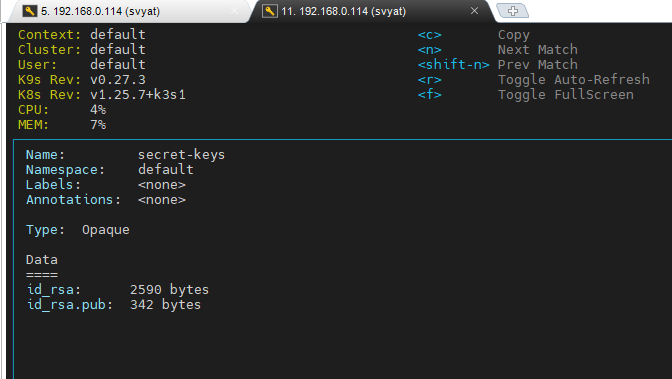 5. 192.168.0.114 (svyat) 11. 192.168.0.114 (svyat)
Context: default <c> Copy
Cluster: default <n> Next Match
User: default <shift-n> Prev Match
K9s Rev: v0.27.3 <r> Toggle Auto-Refresh
K8s Rev: v1.25.7+k3s1 <f> Toggle FullScreen
CPU: 4%
MEM: 7%
Name: secret-keys
Namespace: default
Labels: <none>
Annotations: <none>
Type: Opaque
Data
====
id_rsa: 2590 bytes
id_rsa.pub: 342 bytes